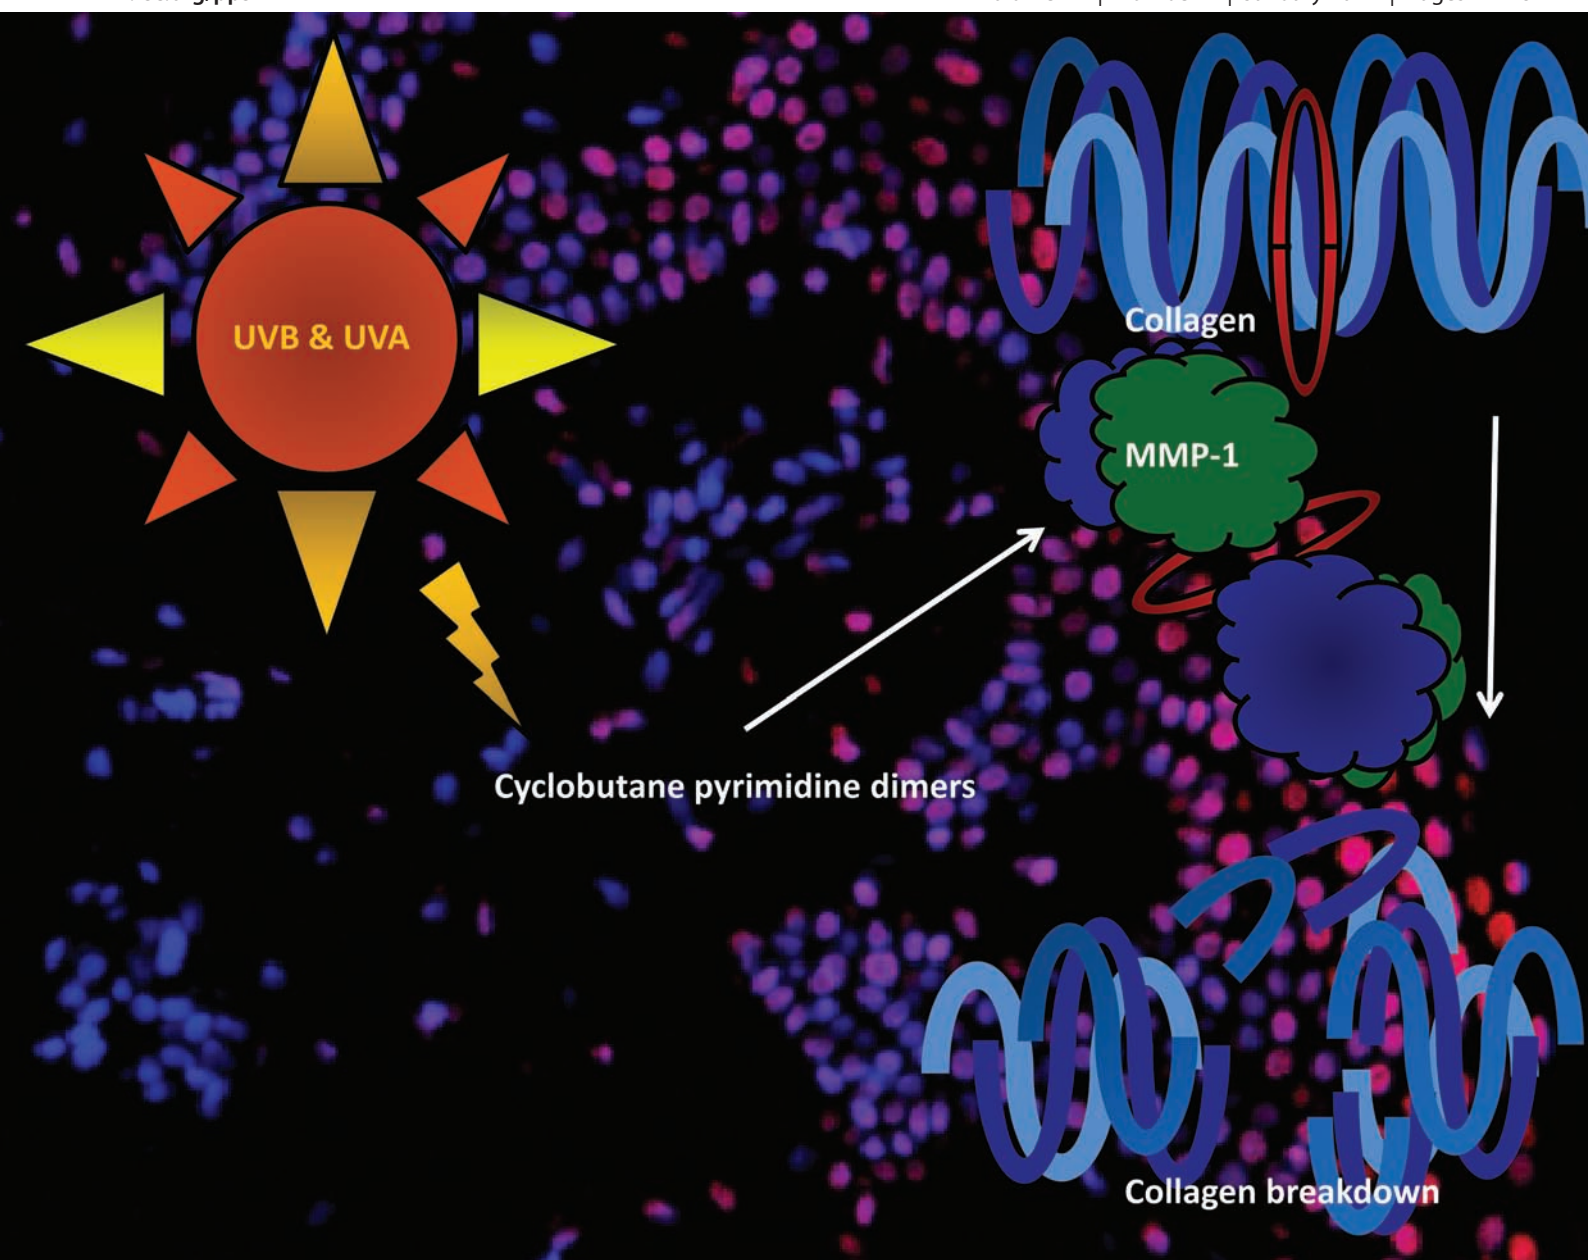 UVB & UVA
Collagen
MMP-1
Cyclobutane pyrimidine dimers
Collagen breakdown